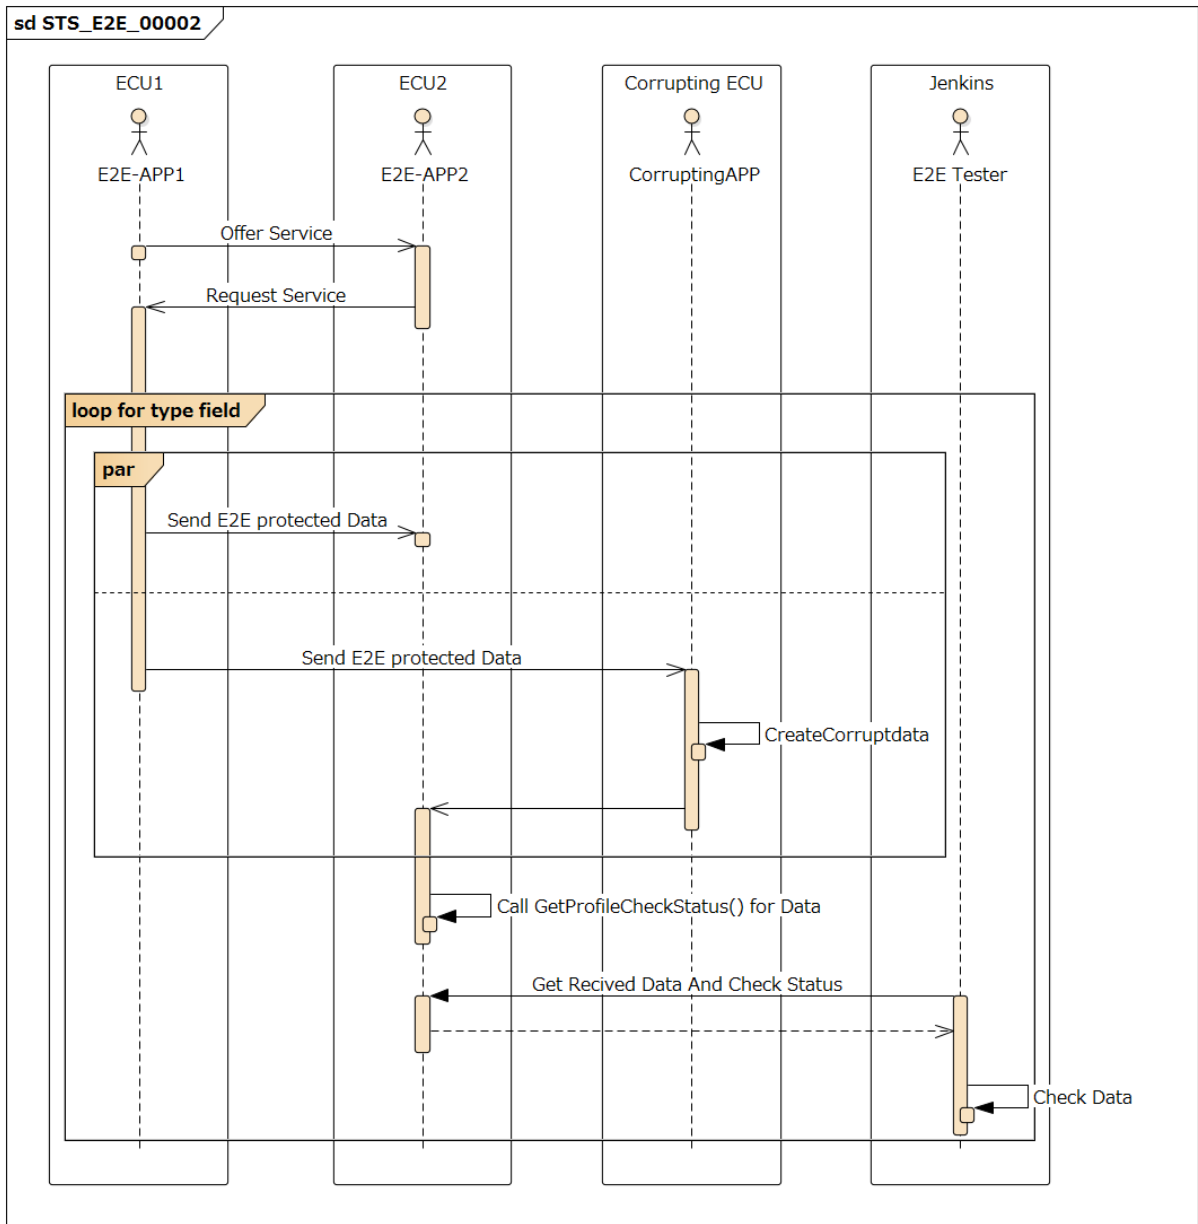 sd STS_E2E_00002
ECU1
ECU2
Corrupting ECU
Jenkins
E2E-APP1
E2E-APP2
CorruptingAPP
E2E Tester
Offer Service
Request Service
loop for type field
par
Send E2E protected Data
Send E2E protected Data
CreateCorruptdata
Call GetProfileCheckStatus() for Data
Get Recived Data And Check Status
Check Data